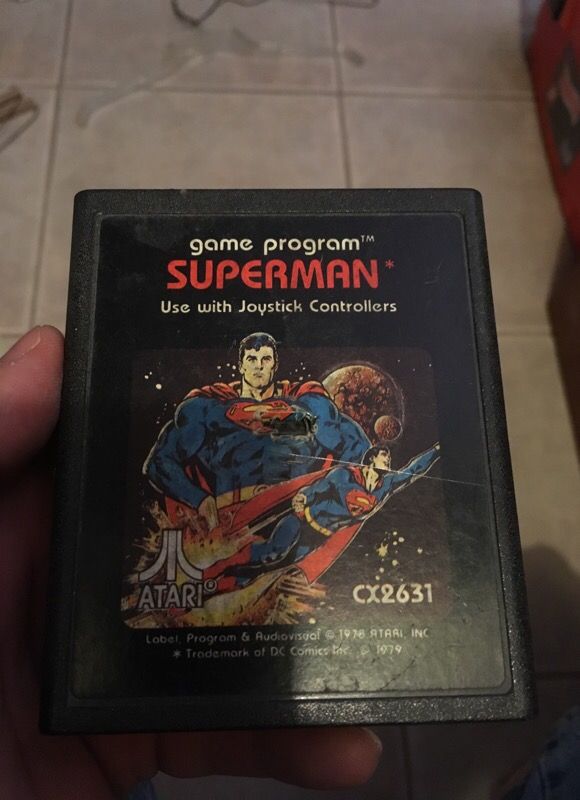 game program™
SUPERMAN*
Use with Joystick Controllers
ATARI®
CX2631
Label, Program & Audiovisual © 1978 ATARI, INC
* Trademark of DC Comics Inc. © 1979